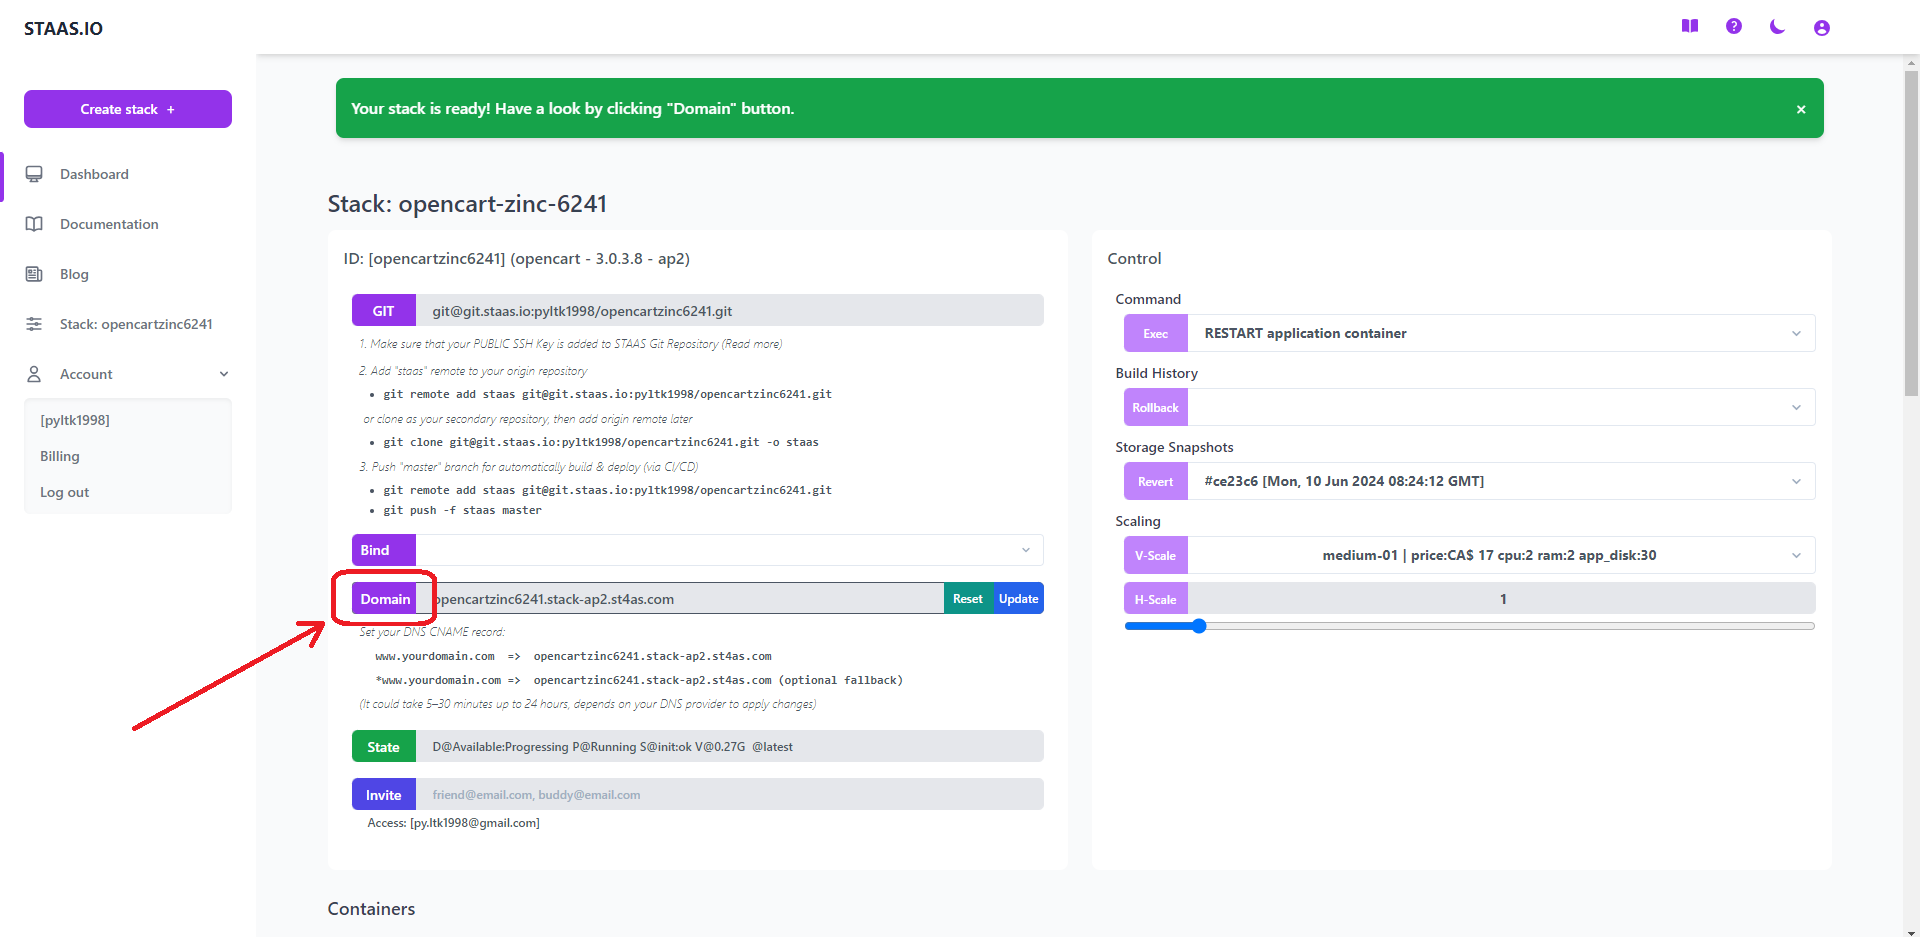 STAAS.IO
Create stack +
Dashboard
Documentation
Blog
Stack: opencartzinc6241
Account
[pyltk1998]
Billing
Log out
Your stack is ready! Have a look by clicking "Domain" button.
×
Stack: opencart-zinc-6241
ID: [opencartzinc6241] (opencart - 3.0.3.8 - ap2)
GIT git@git.staas.io:pyltk1998/opencartzinc6241.git
1. Make sure that your PUBLIC SSH Key is added to STAAS Git Repository (Read more)
2. Add "staas" remote to your origin repository
• git remote add staas git@git.staas.io:pyltk1998/opencartzinc6241.git
or clone as your secondary repository, then add origin remote later
• git clone git@git.staas.io:pyltk1998/opencartzinc6241.git -o staas
3. Push "master" branch for automatically build & deploy (via CI/CD)
• git remote add staas git@git.staas.io:pyltk1998/opencartzinc6241.git
• git push -f staas master
Bind
Domain opencartzinc6241.stack-ap2.st4as.com Reset Update
Set your DNS CNAME record:
www.yourdomain.com => opencartzinc6241.stack-ap2.st4as.com
*www.yourdomain.com => opencartzinc6241.stack-ap2.st4as.com (optional fallback)
(It could take 5–30 minutes up to 24 hours, depends on your DNS provider to apply changes)
State D@Available:Progressing P@Running S@init:ok V@0.27G @latest
Invite friend@email.com, buddy@email.com
Access: [py.ltk1998@gmail.com]
Control
Command
Exec RESTART application container
Build History
Rollback
Storage Snapshots
Revert #ce23c6 [Mon, 10 Jun 2024 08:24:12 GMT]
Scaling
V-Scale medium-01 | price:CA$ 17 cpu:2 ram:2 app_disk:30
H-Scale 1
Containers